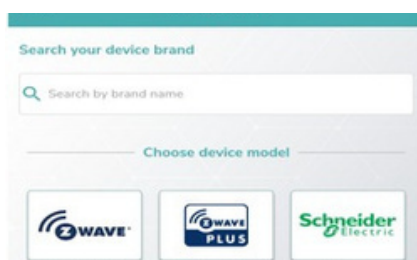 Search your device brand
Search by brand name
Choose device model
Z WAVE
Z WAVE
PLUS
Schneider
Electric